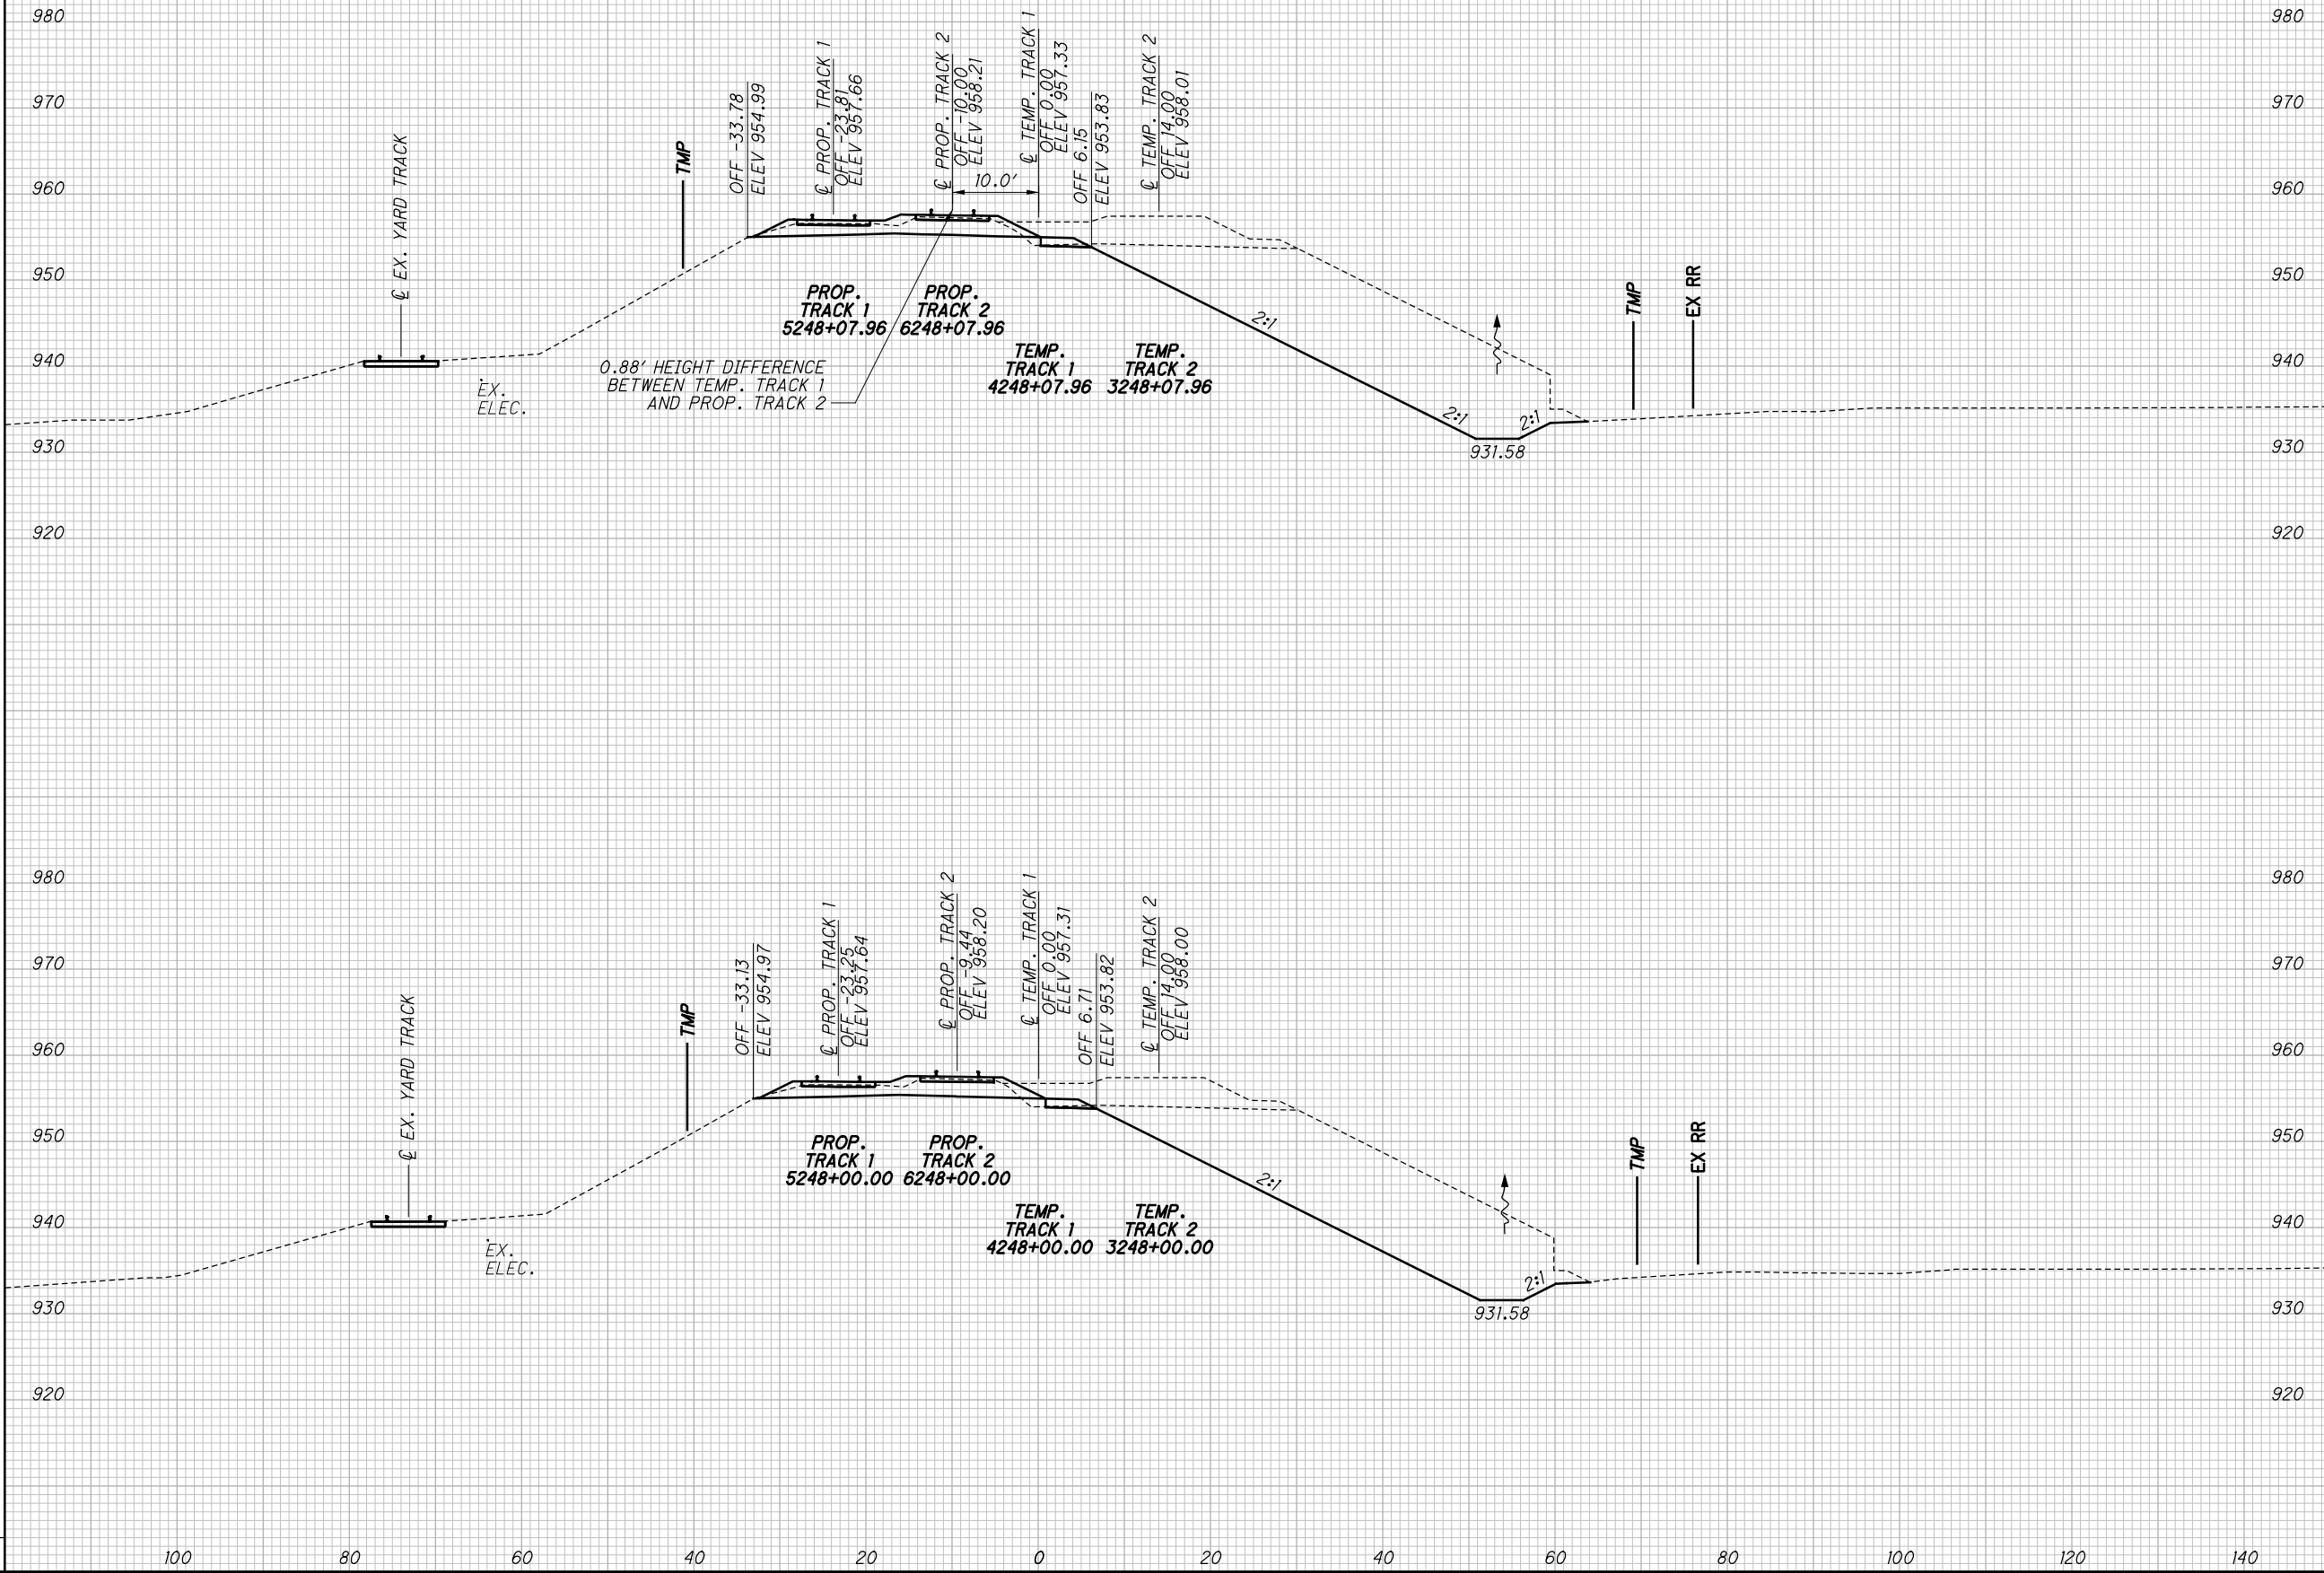 980
980
970
970
960
960
950
950
940
940
930
930
920
920
℄ EX. YARD TRACK
TMP
OFF -33.78
ELEV 954.99
℄ PROP. TRACK 1
OFF -23.81
ELEV 957.66
℄ PROP. TRACK 2
OFF -10.00
ELEV 958.21
℄ TEMP. TRACK 1
OFF 0.00
ELEV 957.33
OFF 6.15
ELEV 953.83
℄ TEMP. TRACK 2
OFF 14.00
ELEV 958.01
10.0'
PROP.
TRACK 1
5248+07.96
PROP.
TRACK 2
6248+07.96
TEMP.
TRACK 1
4248+07.96
TEMP.
TRACK 2
3248+07.96
0.88' HEIGHT DIFFERENCE
BETWEEN TEMP. TRACK 1
AND PROP. TRACK 2
EX.
ELEC.
2:1
2:1
2:1
931.58
TMP
EX RR
980
980
970
970
960
960
950
950
940
940
930
930
920
920
℄ EX. YARD TRACK
TMP
OFF -33.13
ELEV 954.97
℄ PROP. TRACK 1
OFF -23.25
ELEV 957.64
℄ PROP. TRACK 2
OFF -9.44
ELEV 958.20
℄ TEMP. TRACK 1
OFF 0.00
ELEV 957.31
OFF 6.71
ELEV 953.82
℄ TEMP. TRACK 2
OFF 14.00
ELEV 958.00
PROP.
TRACK 1
5248+00.00
PROP.
TRACK 2
6248+00.00
TEMP.
TRACK 1
4248+00.00
TEMP.
TRACK 2
3248+00.00
EX.
ELEC.
2:1
2:1
931.58
TMP
EX RR
100 80 60 40 20 0 20 40 60 80 100 120 140